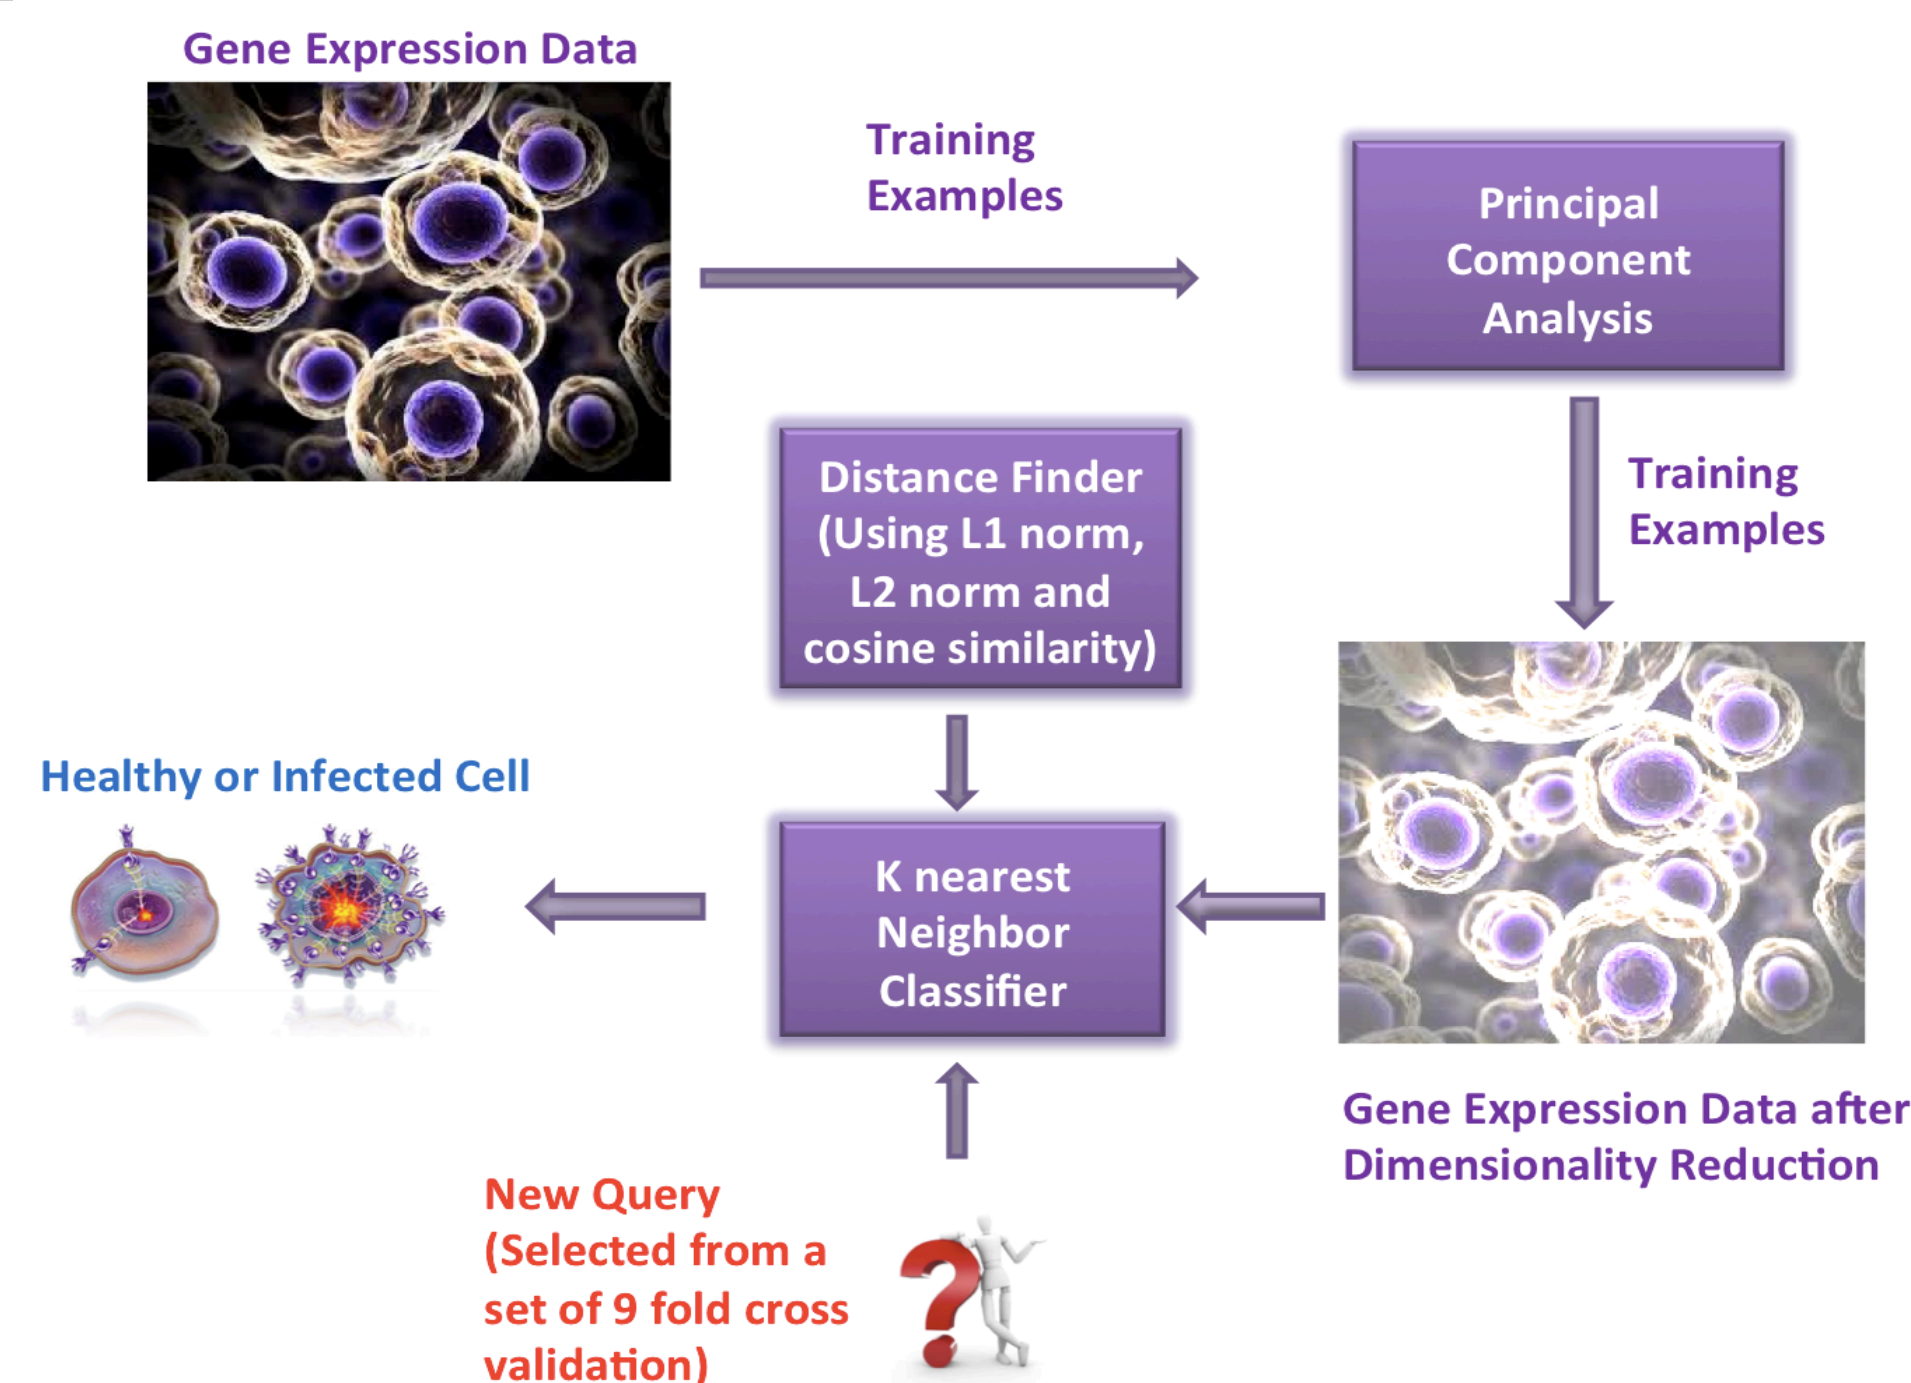 Gene Expression Data
Training
Examples
Principal
Component
Analysis
Distance Finder
(Using L1 norm,
L2 norm and
cosine similarity)
Training
Examples
Healthy or Infected Cell
K nearest
Neighbor
Classifier
Gene Expression Data after
Dimensionality Reduction
New Query
(Selected from a
set of 9 fold cross
validation)